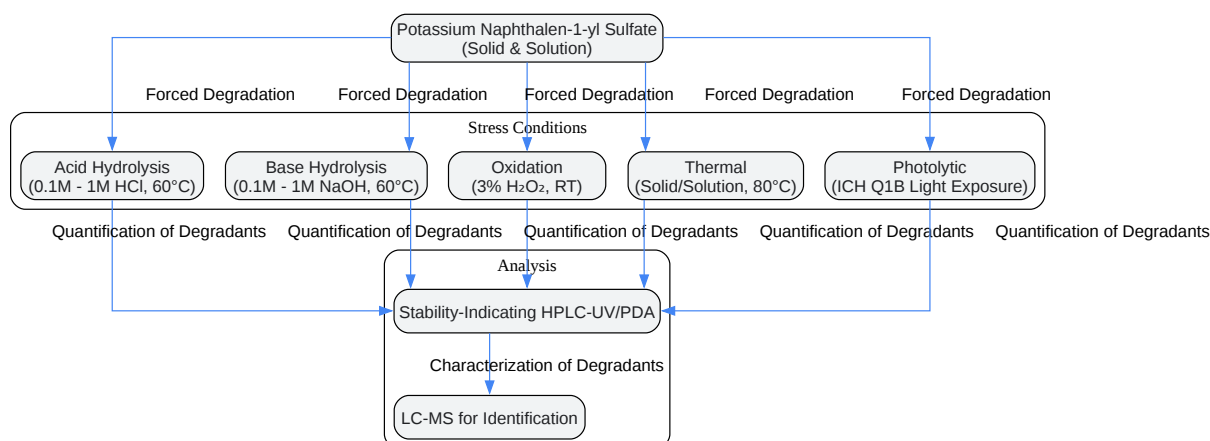 Potassium Naphthalen-1-yl Sulfate
(Solid & Solution)
Forced Degradation
Forced Degradation
Forced Degradation
Forced Degradation
Forced Degradation
Stress Conditions
Acid Hydrolysis
(0.1M - 1M HCl, 60°C)
Base Hydrolysis
(0.1M - 1M NaOH, 60°C)
Oxidation
(3% H₂O₂, RT)
Thermal
(Solid/Solution, 80°C)
Photolytic
(ICH Q1B Light Exposure)
Quantification of Degradants
Quantification of Degradants
Quantification of Degradants
Quantification of Degradants
Quantification of Degradants
Analysis
Stability-Indicating HPLC-UV/PDA
Characterization of Degradants
LC-MS for Identification